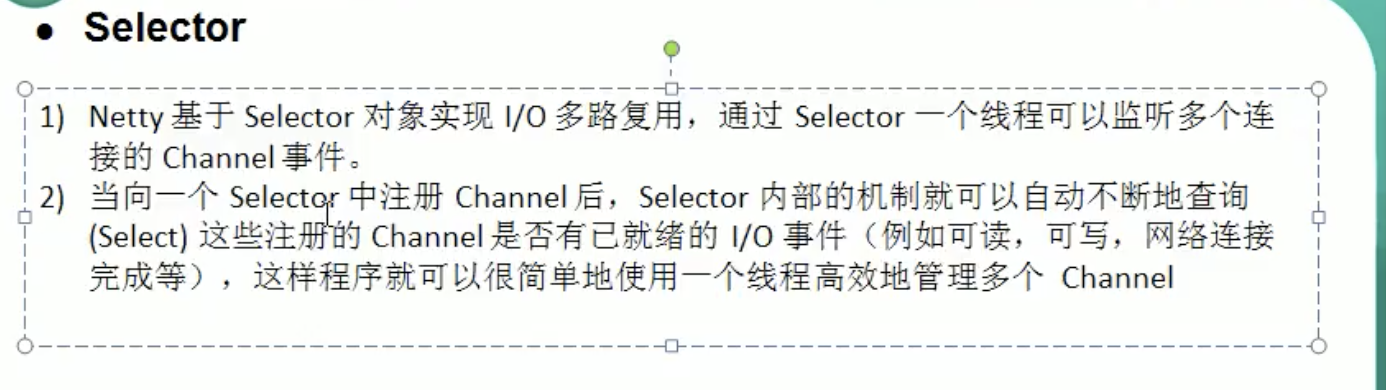 ● Selector
1) Netty 基于 Selector 对象实现 I/O 多路复用，通过 Selector 一个线程可以监听多个连
接的 Channel 事件。
2) 当向一个 Selector 中注册 Channel 后，Selector 内部的机制就可以自动不断地查询
(Select) 这些注册的 Channel 是否有已就绪的 I/O 事件（例如可读，可写，网络连接
完成等），这样程序就可以很简单地使用一个线程高效地管理多个 Channel